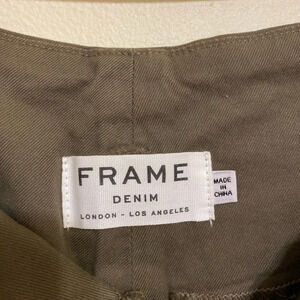 FRAME
DENIM
LONDON - LOS ANGELES
MADE
IN
CHINA